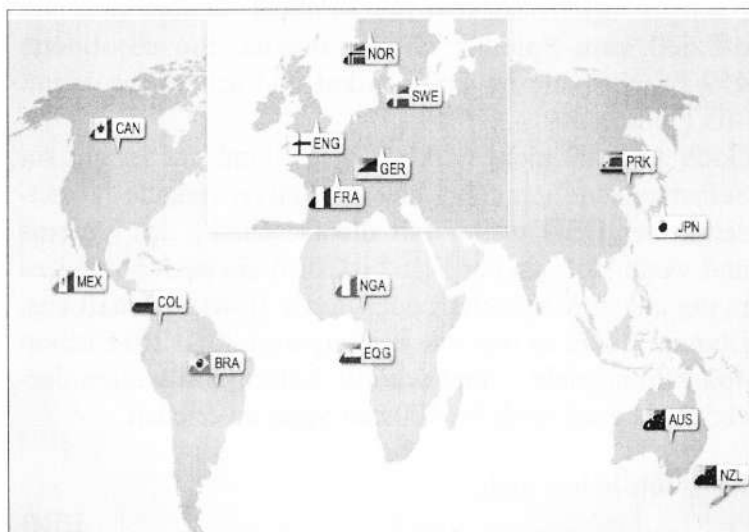 NOR
SWE
CAN
ENG
GER
PRK
FRA
JPN
MEX
NGA
COL
EQG
BRA
AUS
NZL